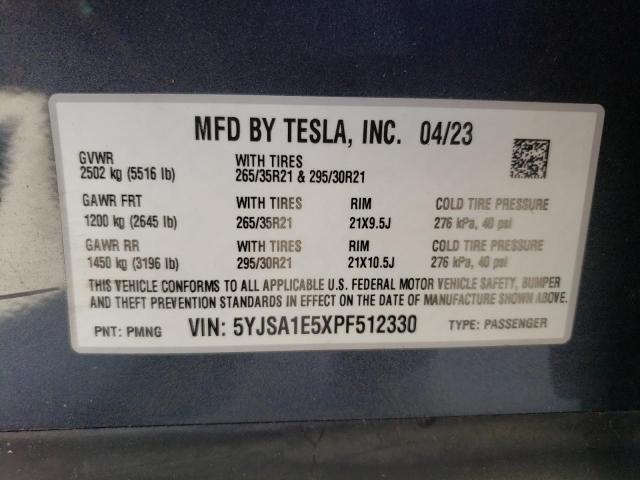 MFD BY TESLA, INC. 04/23
GVWR WITH TIRES
2502 kg (5516 lb) 265/35R21 & 295/30R21
GAWR FRT WITH TIRES RIM COLD TIRE PRESSURE
1200 kg (2645 lb) 265/35R21 21X9.5J 276 kPa, 40 psi
GAWR RR WITH TIRES RIM COLD TIRE PRESSURE
1450 kg (3196 lb) 295/30R21 21X10.5J 276 kPa, 40 psi
THIS VEHICLE CONFORMS TO ALL APPLICABLE U.S. FEDERAL MOTOR VEHICLE SAFETY, BUMPER
AND THEFT PREVENTION STANDARDS IN EFFECT ON THE DATE OF MANUFACTURE SHOWN ABOVE.
PNT: PMNG VIN: 5YJSA1E5XPF512330 TYPE: PASSENGER